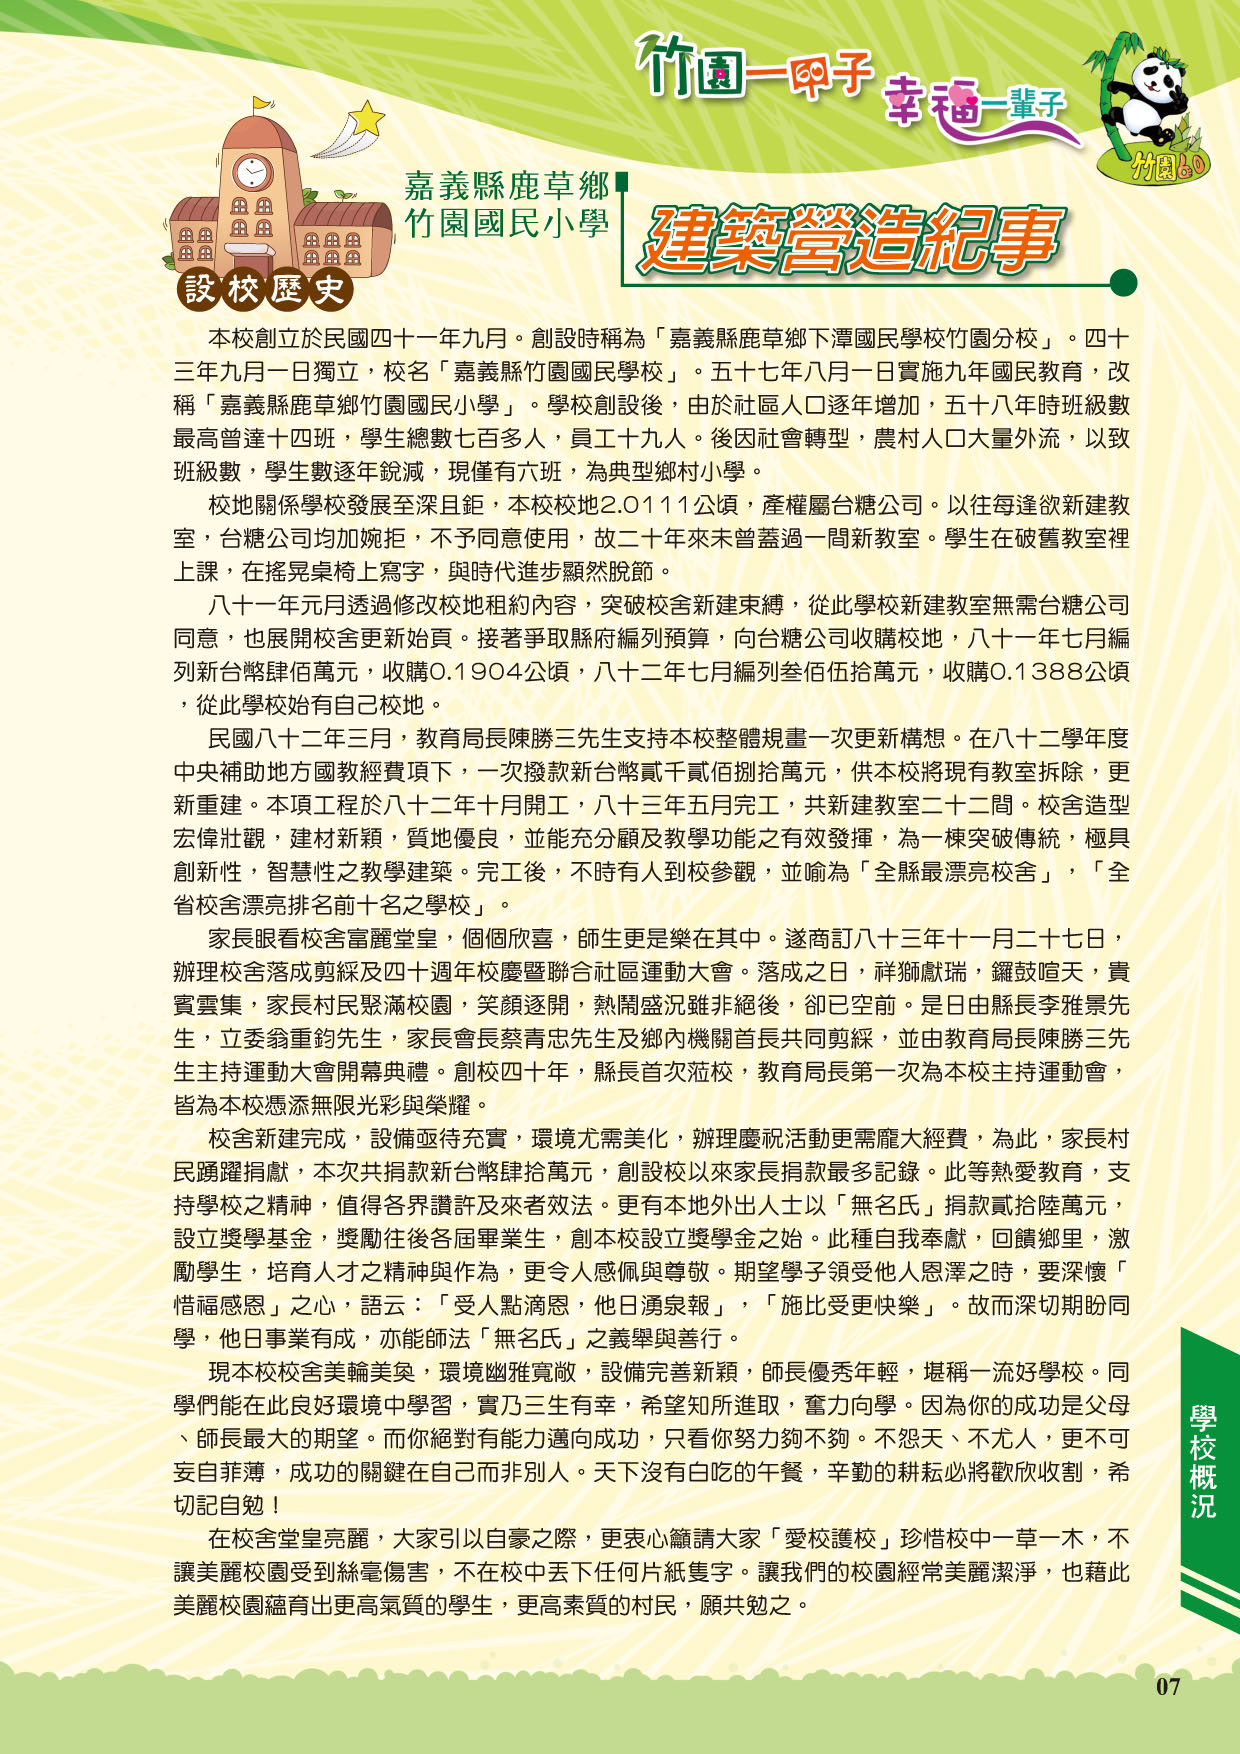 竹園一甲子
幸福一輩子
竹園60
嘉義縣鹿草鄉
竹園國民小學
建築營造紀事
設校歷史
本校創立於民國四十一年九月。創設時稱為「嘉義縣鹿草鄉下潭國民學校竹園分校」。四十
三年九月一日獨立，校名「嘉義縣竹園國民學校」。五十七年八月一日實施九年國民教育，改
稱「嘉義縣鹿草鄉竹園國民小學」。學校創設後，由於社區人口逐年增加，五十八年時班級數
最高曾達十四班，學生總數七百多人，員工十九人。後因社會轉型，農村人口大量外流，以致
班級數，學生數逐年銳減，現僅有六班，為典型鄉村小學。
校地關係學校發展至深且鉅，本校校地2.0111公頃，產權屬台糖公司。以往每逢欲新建教
室，台糖公司均加婉拒，不予同意使用，故二十年來未曾蓋過一間新教室。學生在破舊教室裡
上課，在搖晃桌椅上寫字，與時代進步顯然脫節。
八十一年元月透過修改校地租約內容，突破校舍新建束縛，從此學校新建教室無需台糖公司
同意，也展開校舍更新始頁。接著爭取縣府編列預算，向台糖公司收購校地，八十一年七月編
列新台幣肆佰萬元，收購0.1904公頃，八十二年七月編列叁佰伍拾萬元，收購0.1388公頃
，從此學校始有自己校地。
民國八十二年三月，教育局長陳勝三先生支持本校整體規畫一次更新構想。在八十二學年度
中央補助地方國教經費項下，一次撥款新台幣貳千貳佰捌拾萬元，供本校將現有教室拆除，更
新重建。本項工程於八十二年十月開工，八十三年五月完工，共新建教室二十二間。校舍造型
宏偉壯觀，建材新穎，質地優良，並能充分顧及教學功能之有效發揮，為一棟突破傳統，極具
創新性，智慧性之教學建築。完工後，不時有人到校參觀，並喻為「全縣最漂亮校舍」，「全
省校舍漂亮排名前十名之學校」。
家長眼看校舍富麗堂皇，個個欣喜，師生更是樂在其中。遂商訂八十三年十一月二十七日，
辦理校舍落成剪綵及四十週年校慶暨聯合社區運動大會。落成之日，祥獅獻瑞，鑼鼓喧天，貴
賓雲集，家長村民聚滿校園，笑顏逐開，熱鬧盛況雖非絕後，卻已空前。是日由縣長李雅景先
生，立委翁重鈞先生，家長會長蔡青忠先生及鄉內機關首長共同剪綵，並由教育局長陳勝三先
生主持運動大會開幕典禮。創校四十年，縣長首次蒞校，教育局長第一次為本校主持運動會，
皆為本校憑添無限光彩與榮耀。
校舍新建完成，設備亟待充實，環境尤需美化，辦理慶祝活動更需龐大經費，為此，家長村
民踴躍捐獻，本次共捐款新台幣肆拾萬元，創設校以來家長捐款最多記錄。此等熱愛教育，支
持學校之精神，值得各界讚許及來者效法。更有本地外出人士以「無名氏」捐款貳拾陸萬元，
設立獎學基金，獎勵往後各屆畢業生，創本校設立獎學金之始。此種自我奉獻，回饋鄉里，激
勵學生，培育人才之精神與作為，更令人感佩與尊敬。期望學子領受他人恩澤之時，要深懷「
惜福感恩」之心，語云：「受人點滴恩，他日湧泉報」，「施比受更快樂」。故而深切期盼同
學，他日事業有成，亦能師法「無名氏」之義舉與善行。
現本校校舍美輪美奐，環境幽雅寬敞，設備完善新穎，師長優秀年輕，堪稱一流好學校。同
學們能在此良好環境中學習，實乃三生有幸，希望知所進取，奮力向學。因為你的成功是父母
、師長最大的期望。而你絕對有能力邁向成功，只看你努力夠不夠。不怨天、不尤人，更不可
妄自菲薄，成功的關鍵在自己而非別人。天下沒有白吃的午餐，辛勤的耕耘必將歡欣收割，希
切記自勉！
在校舍堂皇亮麗，大家引以自豪之際，更衷心籲請大家「愛校護校」珍惜校中一草一木，不
讓美麗校園受到絲毫傷害，不在校中丟下任何片紙隻字。讓我們的校園經常美麗潔淨，也藉此
美麗校園蘊育出更高氣質的學生，更高素質的村民，願共勉之。
學校概況
07